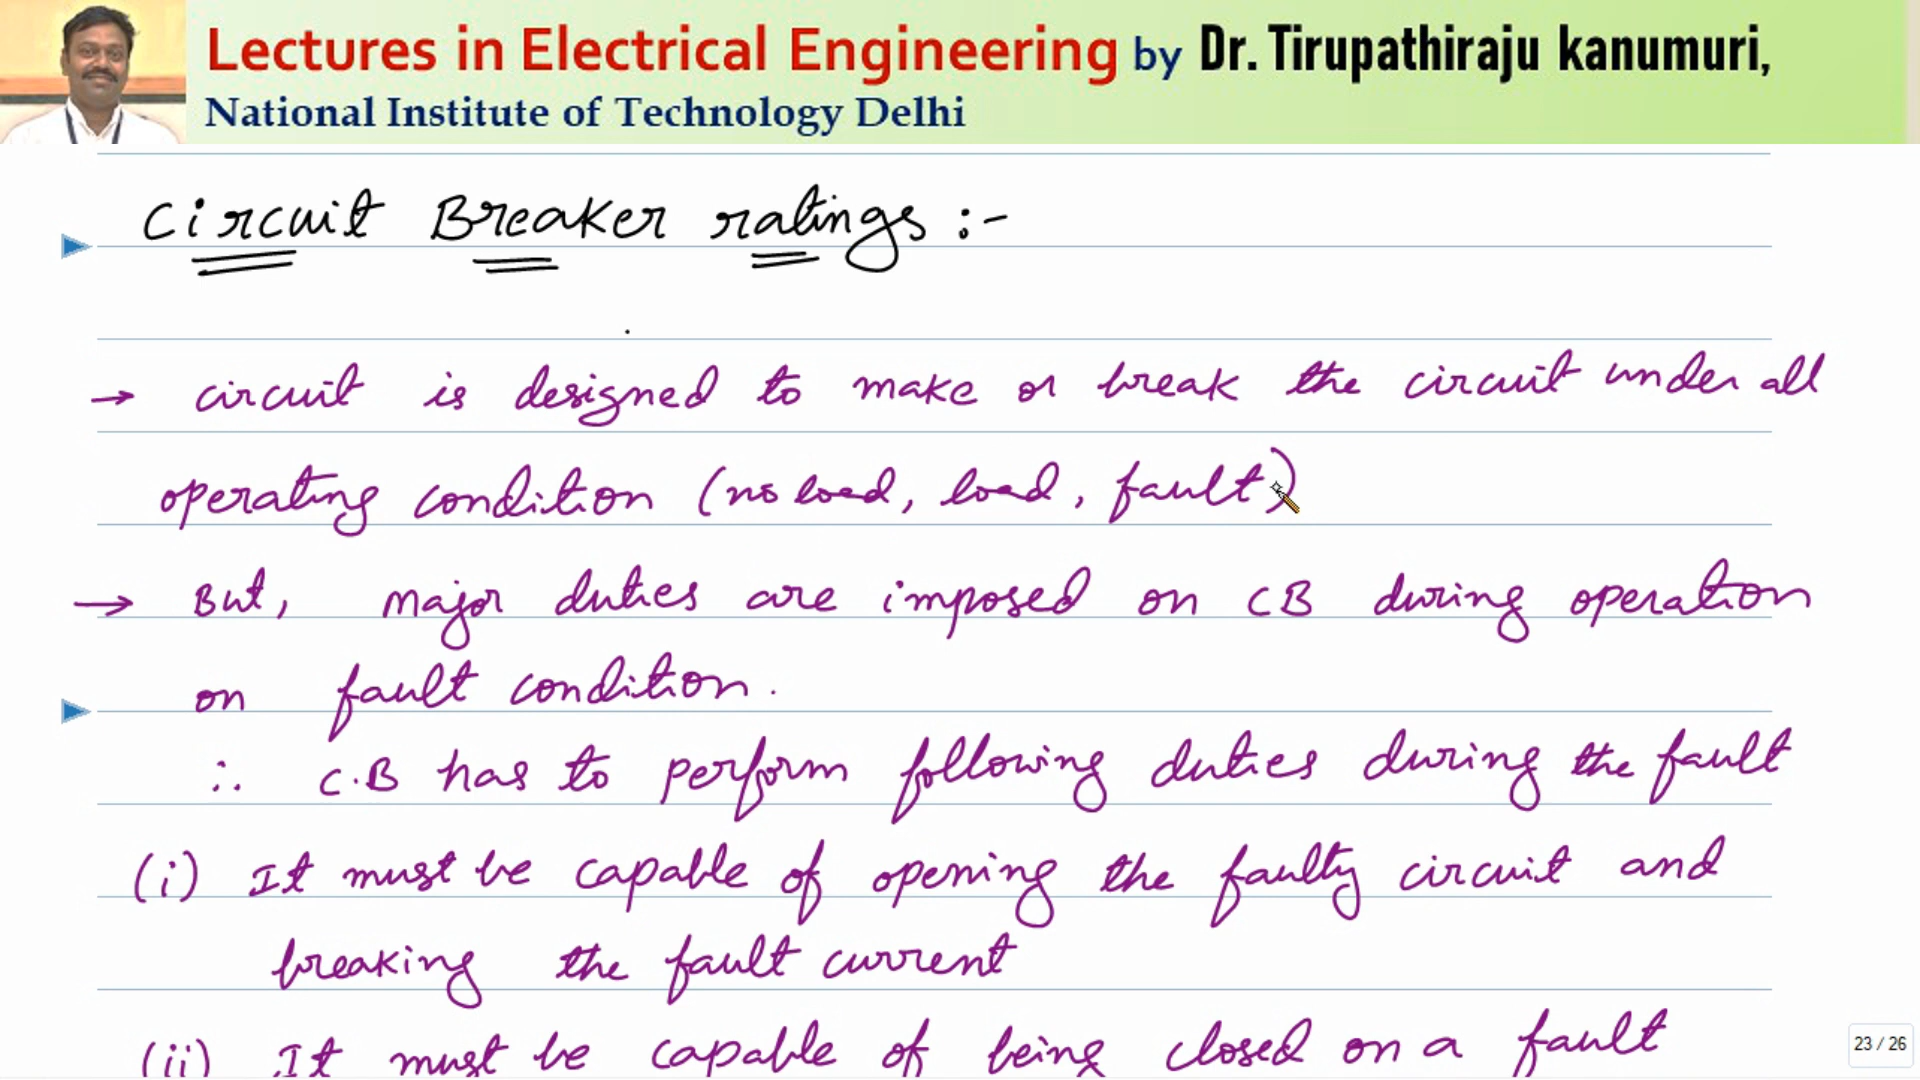 Lectures in Electrical Engineering by Dr. Tirupathiraju kanumuri,
National Institute of Technology Delhi
Circuit Breaker ratings :-
→ circuit is designed to make or break the circuit under all
operating condition (no load, load, fault)
→ But, major duties are imposed on CB during operation
on fault condition.
∴ C.B has to perform following duties during the fault
(i) It must be capable of opening the faulty circuit and
breaking the fault current
(ii) It must be capable of being closed on a fault
23 / 26